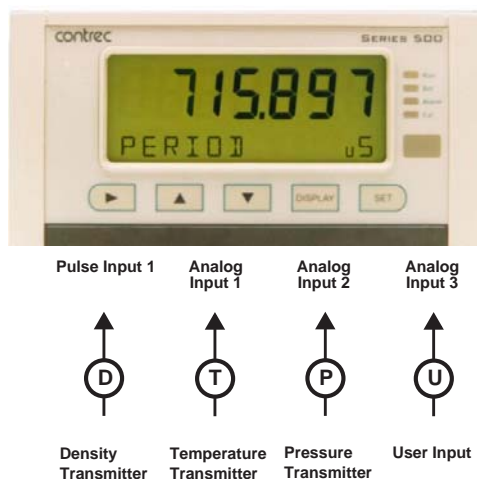 contrec SERIES 500
715.897
PERIOD uS
Run
Set
Alarm
Cal
DISPLAY SET
Pulse Input 1 Analog Input 1 Analog Input 2 Analog Input 3
D T P U
Density Transmitter Temperature Transmitter Pressure Transmitter User Input